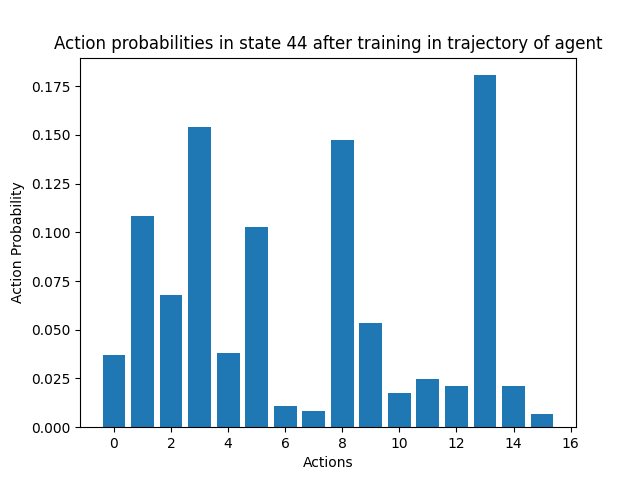 Action probabilities in state 44 after training in trajectory of agent
0.175
0.150
0.125
0.100
0.075
0.050
0.025
0.000
Action Probability
0 2 4 6 8 10 12 14 16
Actions